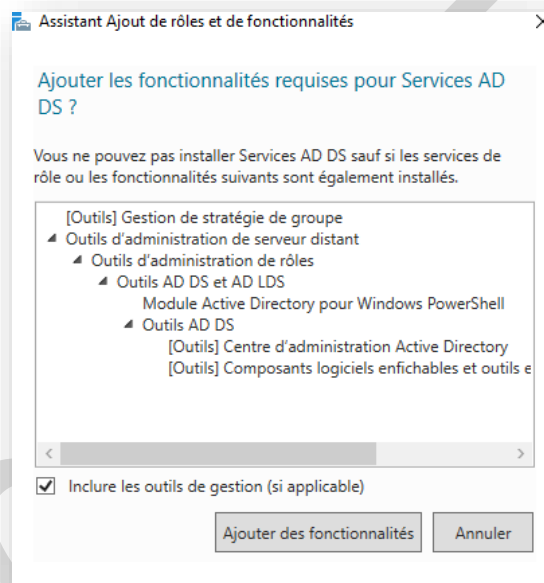 Assistant Ajout de rôles et de fonctionnalités
Ajouter les fonctionnalités requises pour Services AD
DS ?
Vous ne pouvez pas installer Services AD DS sauf si les services de
rôle ou les fonctionnalités suivants sont également installés.
[Outils] Gestion de stratégie de groupe
Outils d'administration de serveur distant
Outils d'administration de rôles
Outils AD DS et AD LDS
Module Active Directory pour Windows PowerShell
Outils AD DS
[Outils] Centre d'administration Active Directory
[Outils] Composants logiciels enfichables et outils e
Inclure les outils de gestion (si applicable)
Ajouter des fonctionnalités Annuler